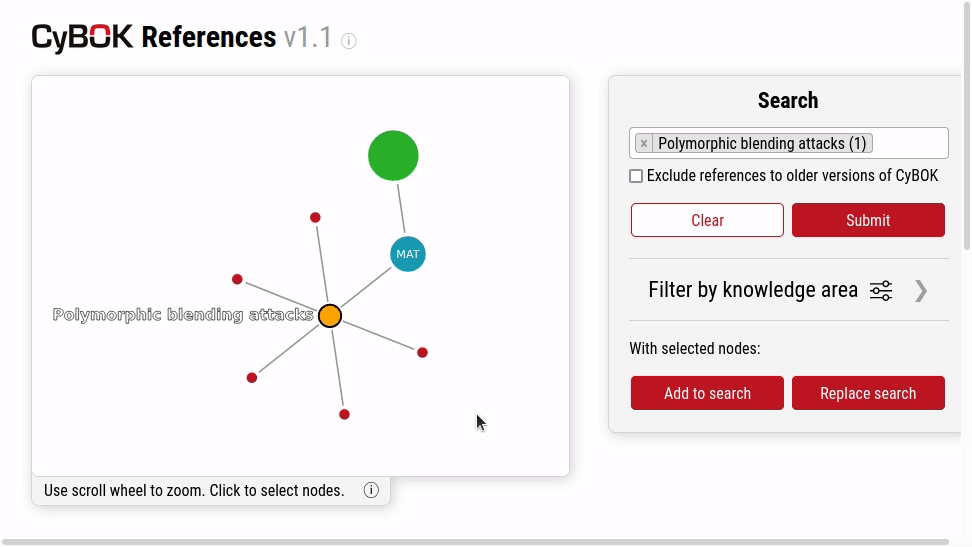 CyBOK References v1.1
Search
× Polymorphic blending attacks (1)
Exclude references to older versions of CyBOK
Clear Submit
MAT
Filter by knowledge area
Polymorphic blending attacks
With selected nodes:
Add to search Replace search
Use scroll wheel to zoom. Click to select nodes.